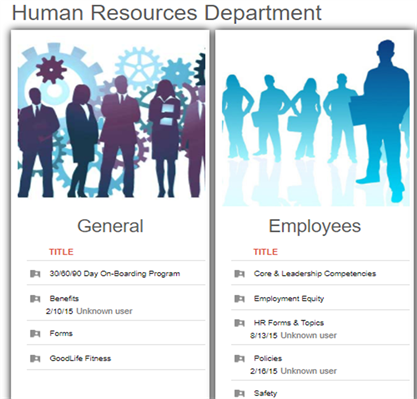 Human Resources Department
General
TITLE
30/60/90 Day On-Boarding Program
Benefits
2/10/15 Unknown user
Forms
GoodLife Fitness
Employees
TITLE
Core & Leadership Competencies
Employment Equity
HR Forms & Topics
8/13/15 Unknown user
Policies
2/16/15 Unknown user
Safety